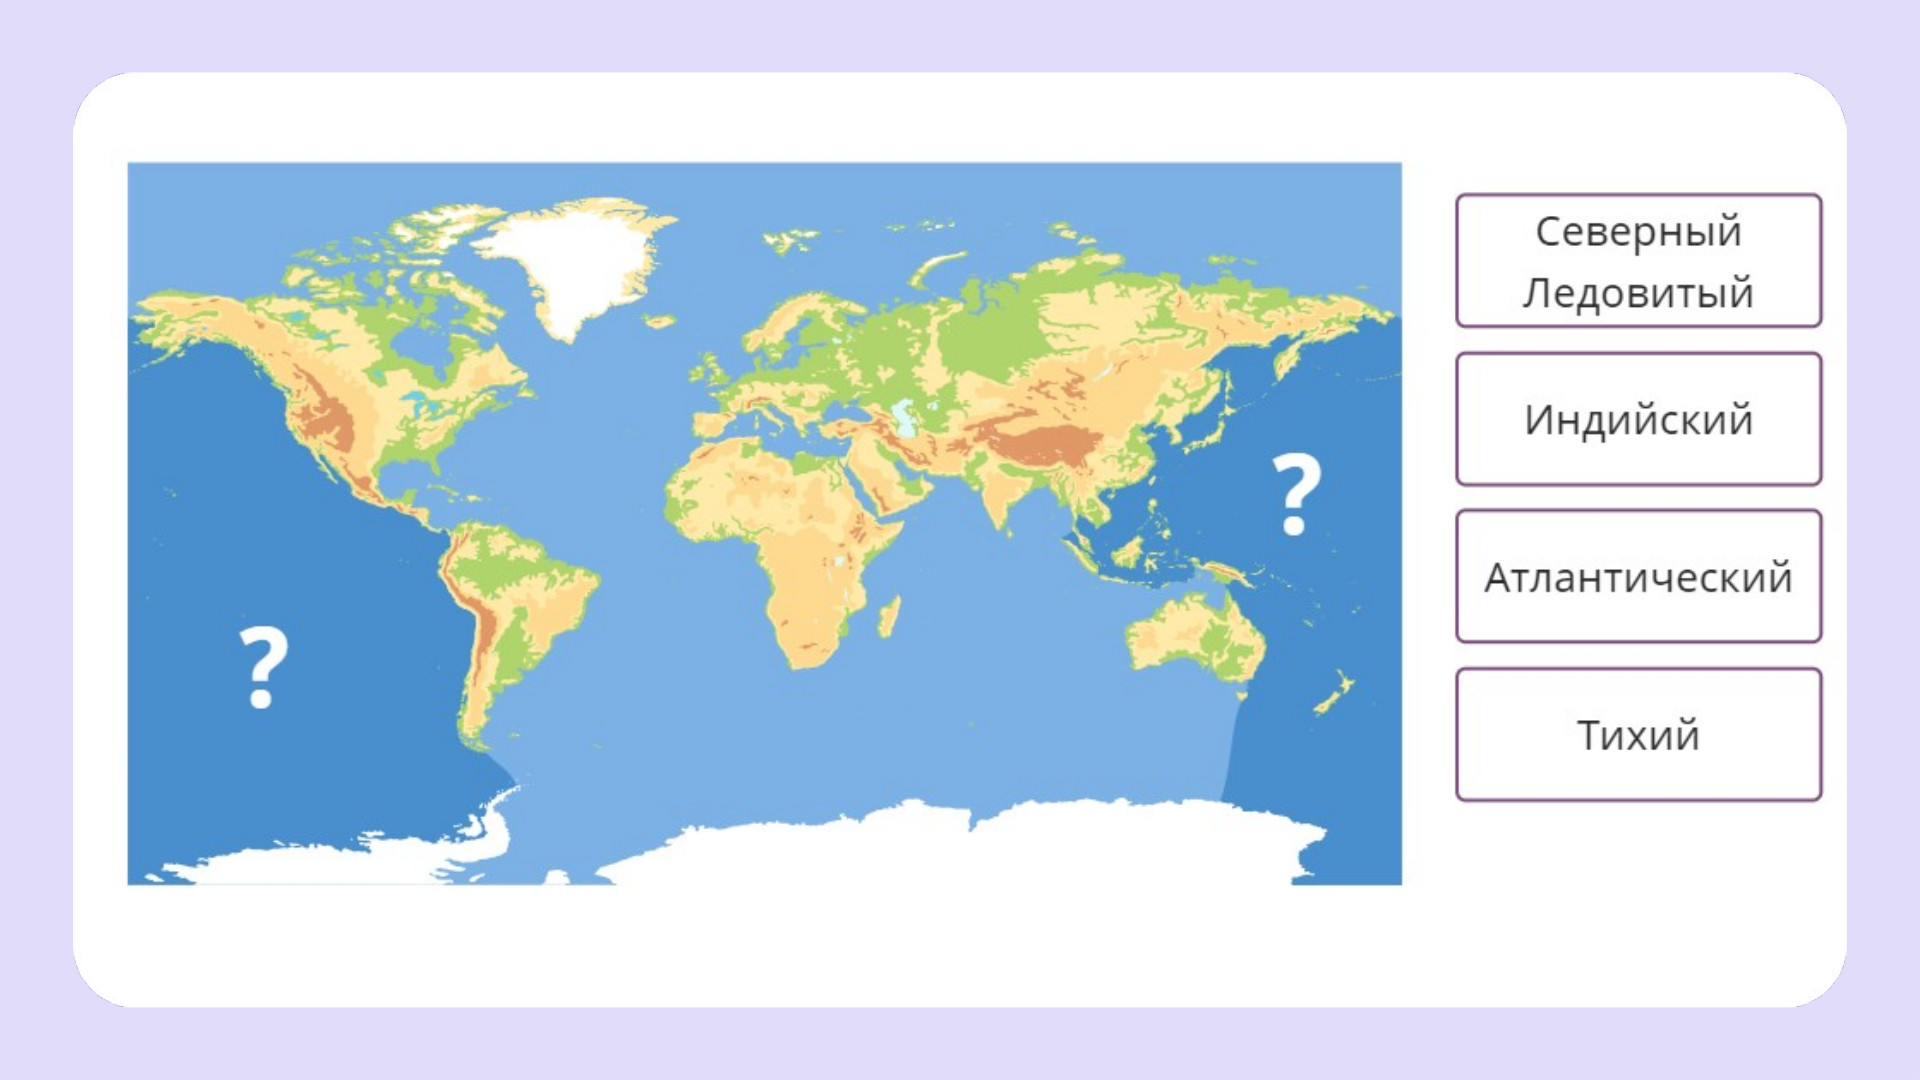 Северный
Ледовитый
Индийский
?
Атлантический
?
Тихий